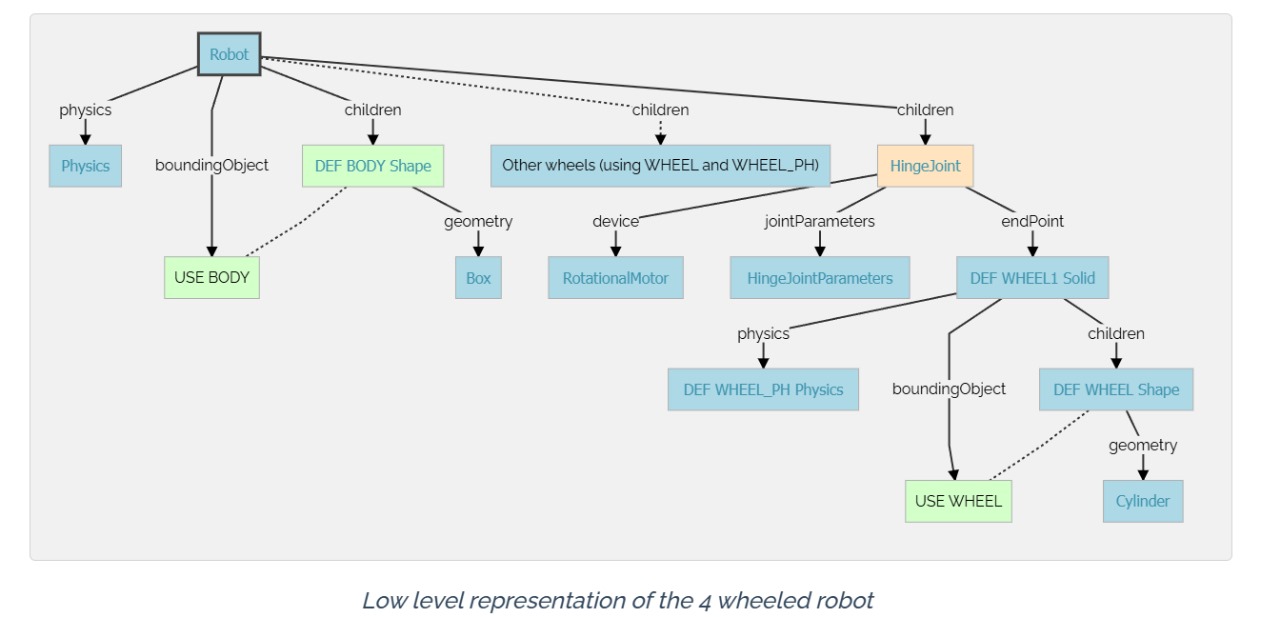 Robot
physics
children
children
children
Physics
boundingObject
DEF BODY Shape
Other wheels (using WHEEL and WHEEL_PH)
HingeJoint
geometry
device
jointParameters
endPoint
USE BODY
Box
RotationalMotor
HingeJointParameters
DEF WHEEL1 Solid
physics
children
DEF WHEEL_PH Physics
boundingObject
DEF WHEEL Shape
geometry
USE WHEEL
Cylinder
Low level representation of the 4 wheeled robot